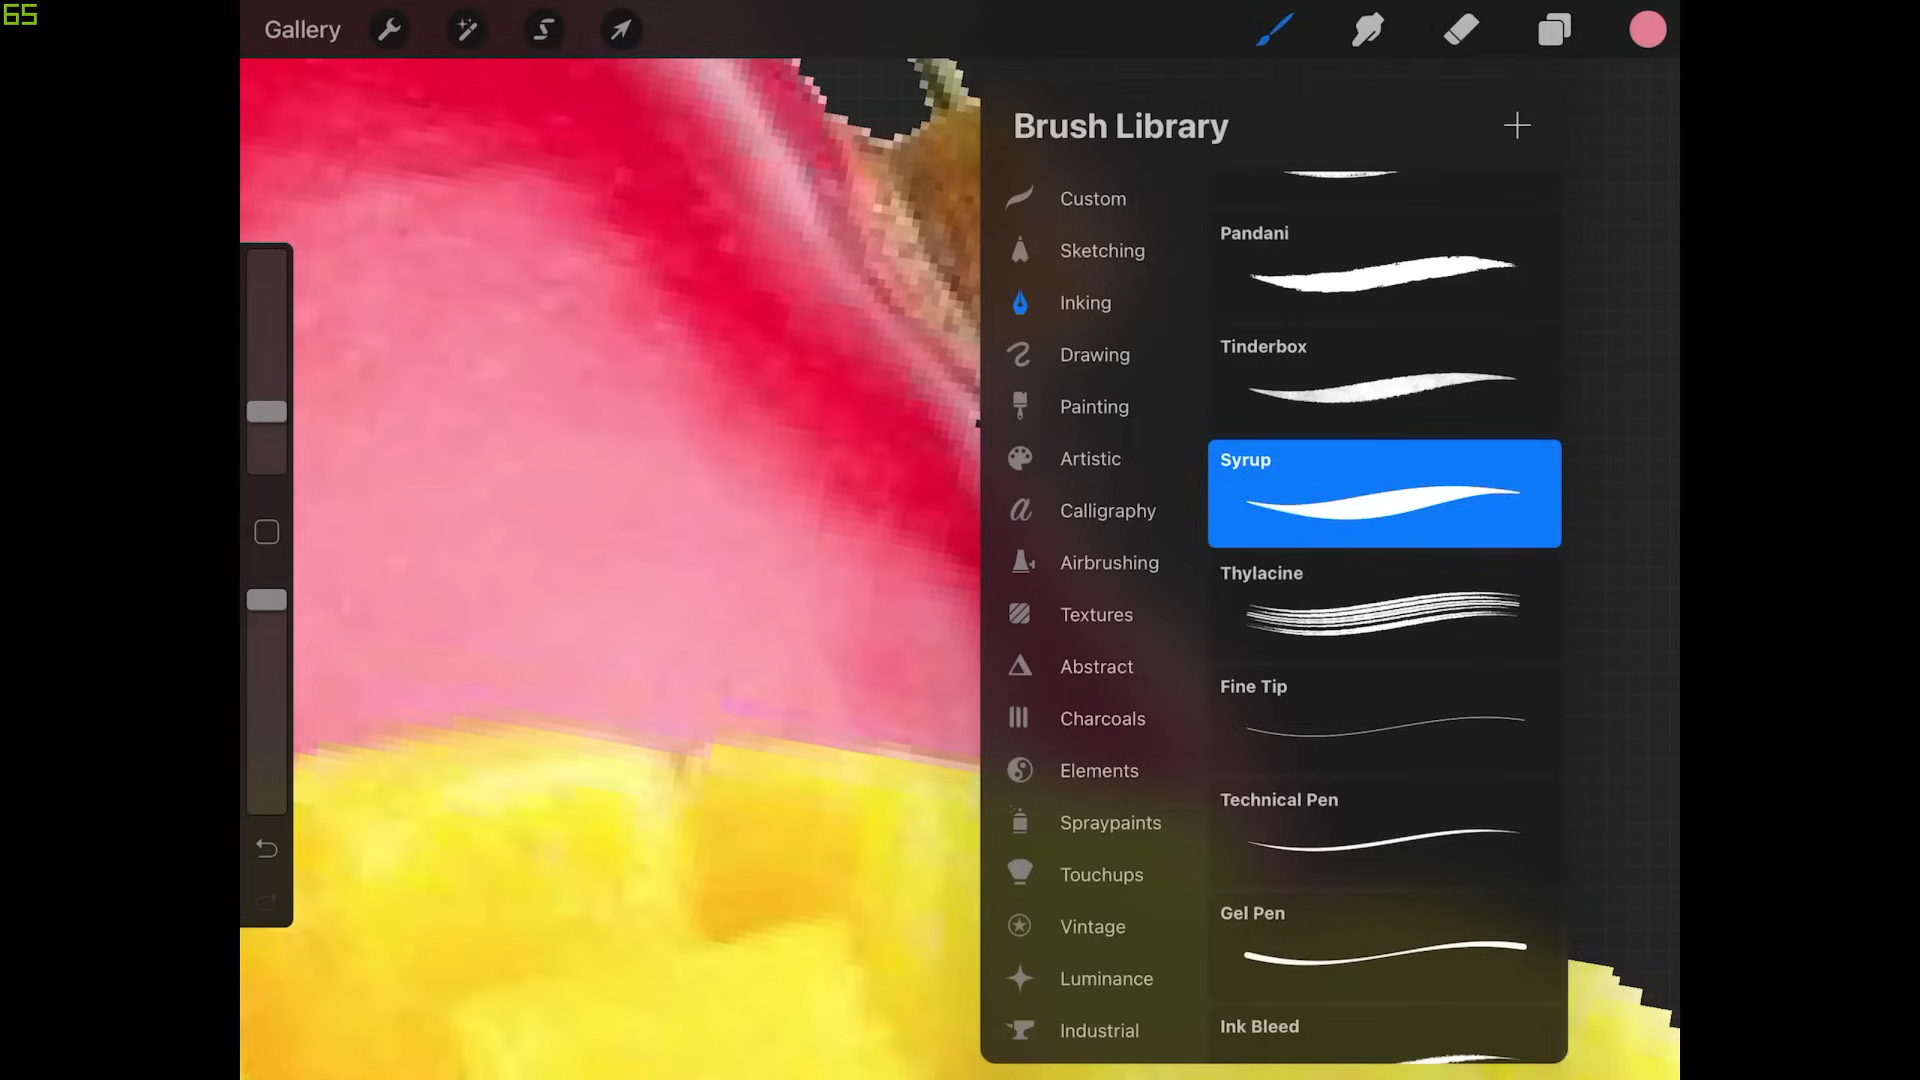 65
Gallery
Brush Library
Custom
Sketching
Inking
Drawing
Painting
Artistic
Calligraphy
Airbrushing
Textures
Abstract
Charcoals
Elements
Spraypaints
Touchups
Vintage
Luminance
Industrial
Pandani
Tinderbox
Syrup
Thylacine
Fine Tip
Technical Pen
Gel Pen
Ink Bleed